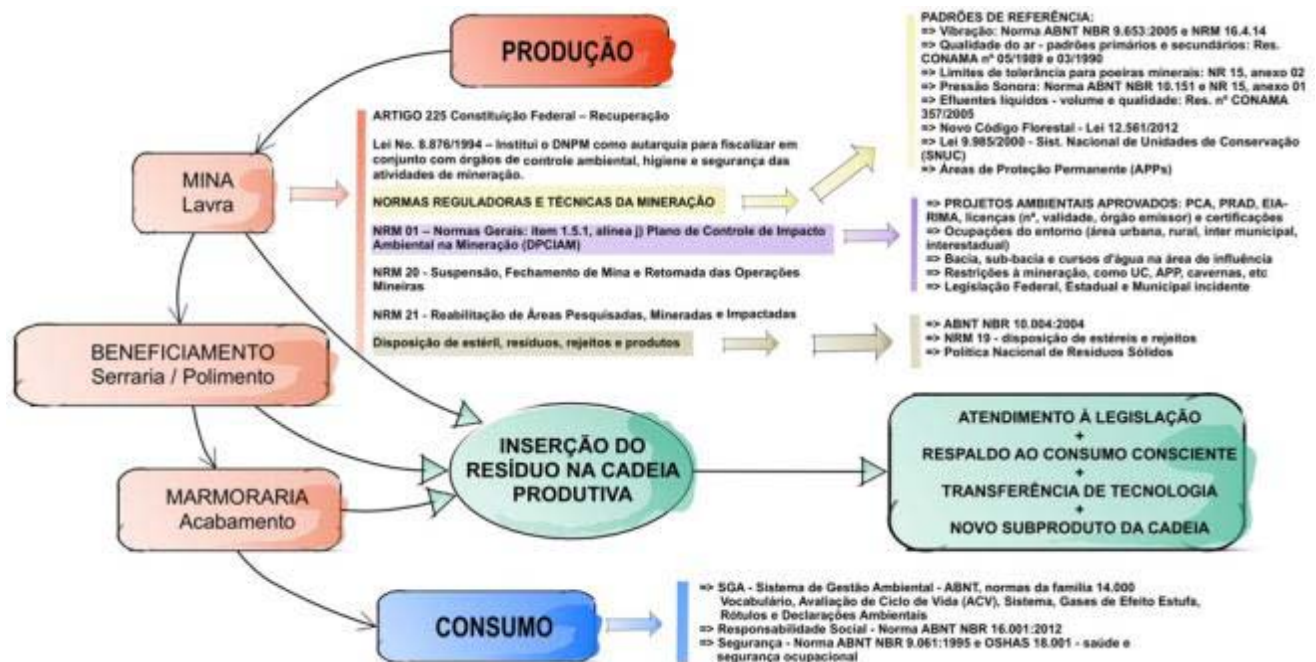 PRODUÇÃO
PADRÕES DE REFERÊNCIA:
=> Vibração: Norma ABNT NBR 9.653:2005 e NRM 16.4.14
=> Qualidade do ar - padrões primários e secundários: Res.
CONAMA nº 05/1989 e 03/1990
=> Limites de tolerância para poeiras minerais: NR 15, anexo 02
=> Pressão Sonora: Norma ABNT NBR 10.151 e NR 15, anexo 01
=> Efluentes líquidos - volume e qualidade: Res. nº CONAMA
357/2005
=> Novo Código Florestal - Lei 12.561/2012
=> Lei 9.985/2000 - Sist. Nacional de Unidades de Conservação
(SNUC)
=> Áreas de Proteção Permanente (APPs)
MINA
Lavra
ARTIGO 225 Constituição Federal – Recuperação
Lei No. 8.876/1994 – Institui o DNPM como autarquia para fiscalizar em
conjunto com órgãos de controle ambiental, higiene e segurança das
atividades de mineração.
NORMAS REGULADORAS E TÉCNICAS DA MINERAÇÃO
NRM 01 – Normas Gerais: item 1.5.1, alínea j) Plano de Controle de Impacto
Ambiental na Mineração (DPCIAM)
NRM 20 - Suspensão, Fechamento de Mina e Retomada das Operações
Mineiras
NRM 21 - Reabilitação de Áreas Pesquisadas, Mineradas e Impactadas
Disposição de estéril, resíduos, rejeitos e produtos
=> PROJETOS AMBIENTAIS APROVADOS: PCA, PRAD, EIA-
RIMA, licenças (nº, validade, órgão emissor) e certificações
=> Ocupações do entorno (área urbana, rural, inter municipal,
interestadual)
=> Bacia, sub-bacia e cursos d'água na área de influência
=> Restrições à mineração, como UC, APP, cavernas, etc
=> Legislação Federal, Estadual e Municipal incidente
=> ABNT NBR 10.004:2004
=> NRM 19 - disposição de estéreis e rejeitos
=> Política Nacional de Resíduos Sólidos
BENEFICIAMENTO
Serraria / Polimento
MARMORARIA
Acabamento
INSERÇÃO DO
RESÍDUO NA CADEIA
PRODUTIVA
ATENDIMENTO À LEGISLAÇÃO
+
RESPALDO AO CONSUMO CONSCIENTE
+
TRANSFERÊNCIA DE TECNOLOGIA
+
NOVO SUBPRODUTO DA CADEIA
CONSUMO
=> SGA - Sistema de Gestão Ambiental - ABNT, normas da família 14.000
Vocabulário, Avaliação de Ciclo de Vida (ACV), Sistema, Gases de Efeito Estufa,
Rótulos e Declarações Ambientais
=> Responsabilidade Social - Norma ABNT NBR 16.001:2012
=> Segurança - Norma ABNT NBR 9.061:1995 e OSHAS 18.001 - saúde e
segurança ocupacional